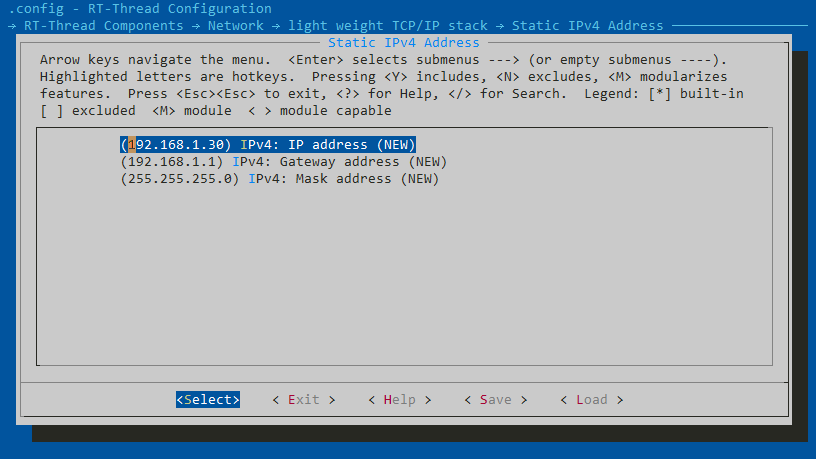 .config - RT-Thread Configuration
→ RT-Thread Components → Network → light weight TCP/IP stack → Static IPv4 Address
Static IPv4 Address
Arrow keys navigate the menu.  <Enter> selects submenus ---> (or empty submenus ----).
Highlighted letters are hotkeys.  Pressing <Y> includes, <N> excludes, <M> modularizes
features.  Press <Esc><Esc> to exit, <?> for Help, </> for Search.  Legend: [*] built-in
[ ] excluded  <M> module  < > module capable
(192.168.1.30) IPv4: IP address (NEW)
(192.168.1.1) IPv4: Gateway address (NEW)
(255.255.255.0) IPv4: Mask address (NEW)
<Select>    < Exit >    < Help >    < Save >    < Load >